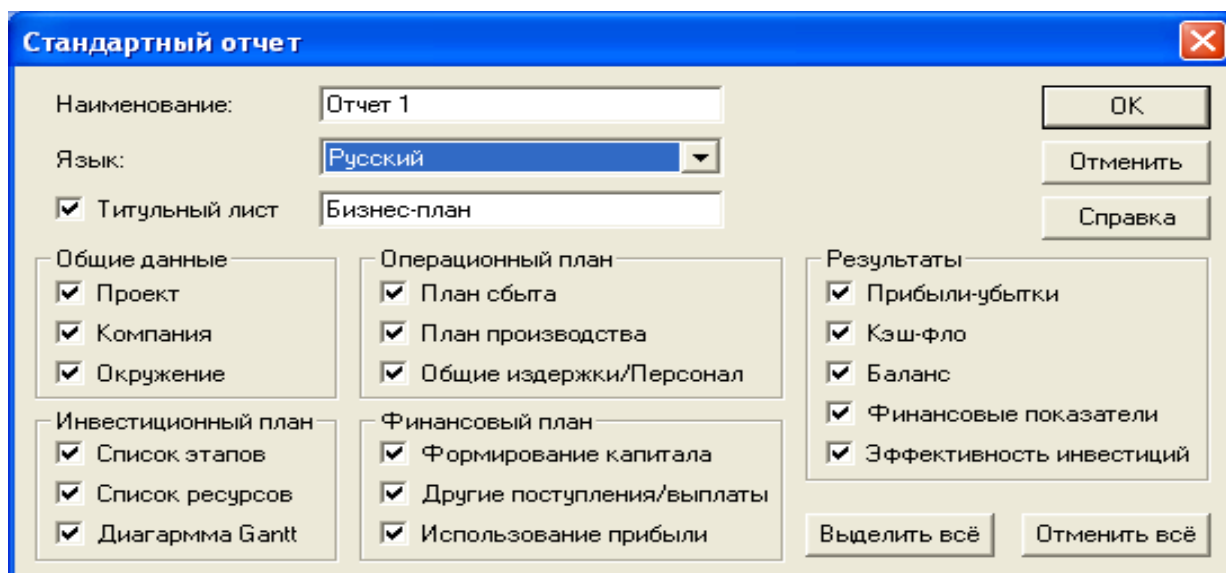 Стандартный отчет
Наименование:
Отчет 1
OK
Язык:
Русский
Отменить
Титульный лист
Бизнес-план
Справка
Общие данные
Проект
Компания
Окружение
Операционный план
План сбыта
План производства
Общие издержки/Персонал
Результаты
Прибыли-убытки
Кэш-фло
Баланс
Финансовые показатели
Эффективность инвестиций
Инвестиционный план
Список этапов
Список ресурсов
Диагармма Gantt
Финансовый план
Формирование капитала
Другие поступления/выплаты
Использование прибыли
Выделить всё
Отменить всё